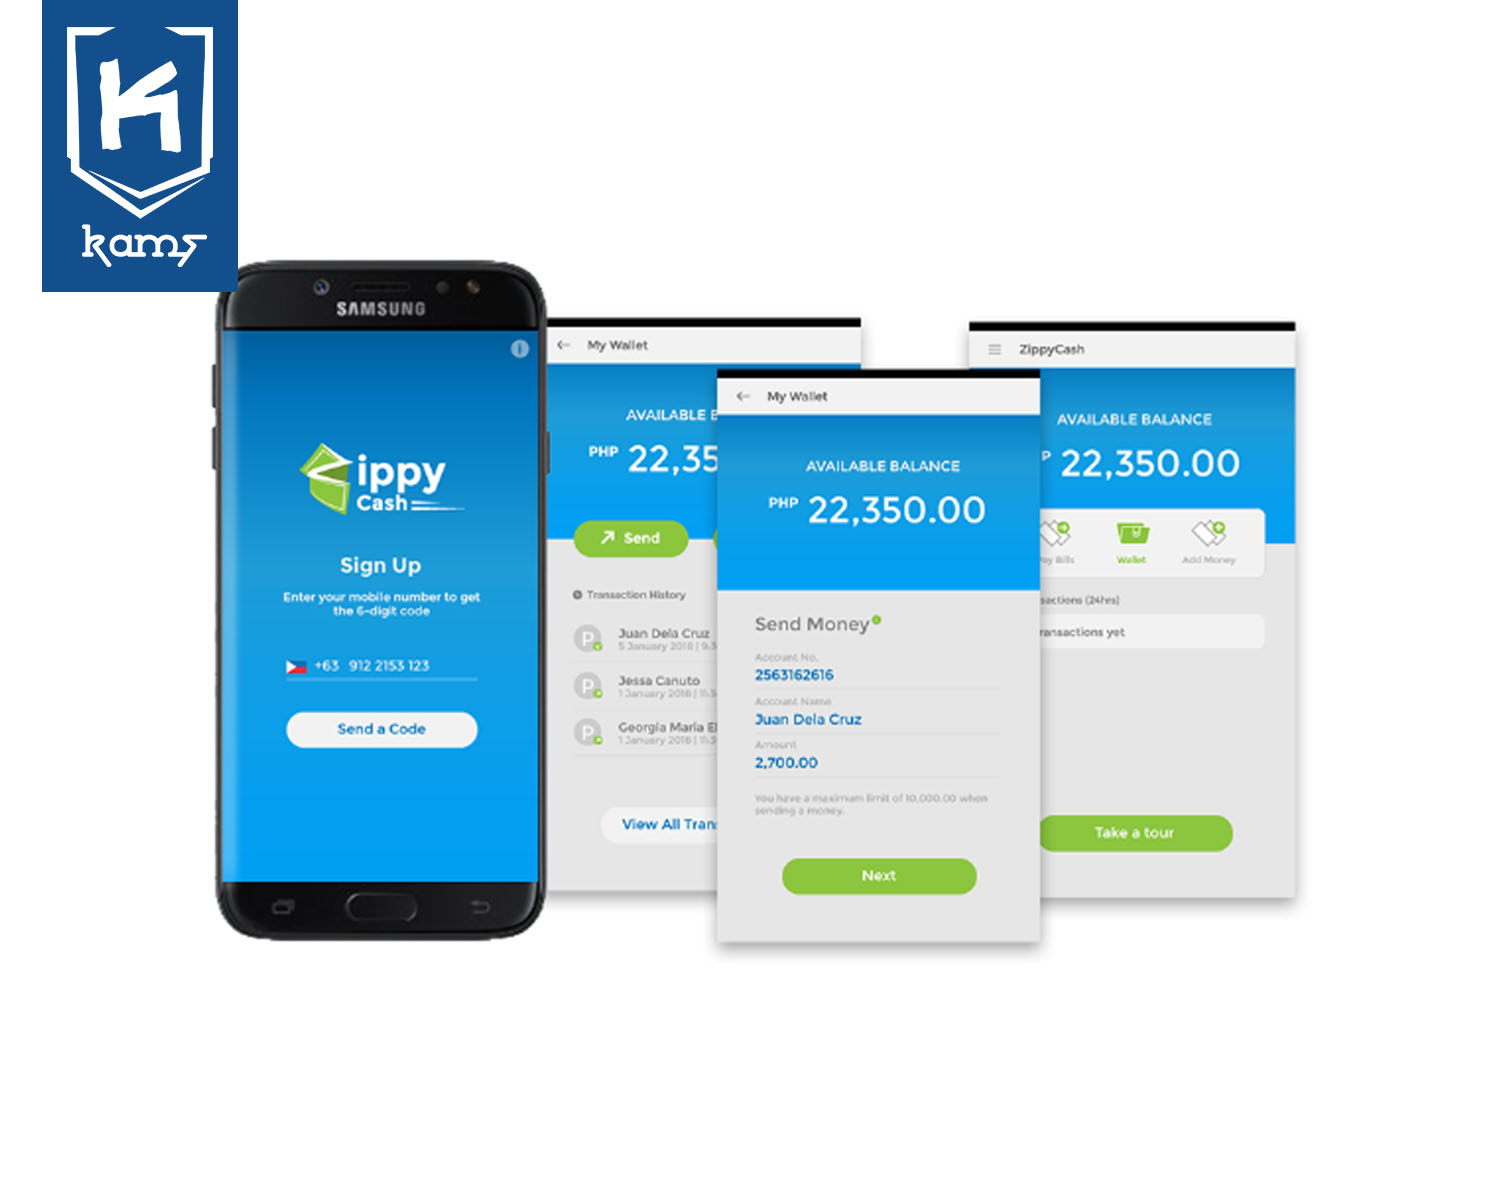 K
kams
SAMSUNG
i
ippy
Cash
Sign Up
Enter your mobile number to get
the 6-digit code
+63 912 2153 123
Send a Code
My Wallet
AVAILABLE B
PHP 22,35
Send
Transaction History
P Juan Dela Cruz
5 January 2018 | 9:3
P Jessa Canuto
1 January 2018 | 11:3
P Georgia Maria El
1 January 2018 | 11:3
View All Tran
My Wallet
AVAILABLE BALANCE
PHP 22,350.00
Send Money
Account No.
2563162616
Account Name
Juan Dela Cruz
Amount
2,700.00
You have a maximum limit of 10,000.00 when
sending a money.
Next
ZippyCash
AVAILABLE BALANCE
P 22,350.00
ay Bills Wallet Add Money
sactions (24hrs)
ransactions yet
Take a tour